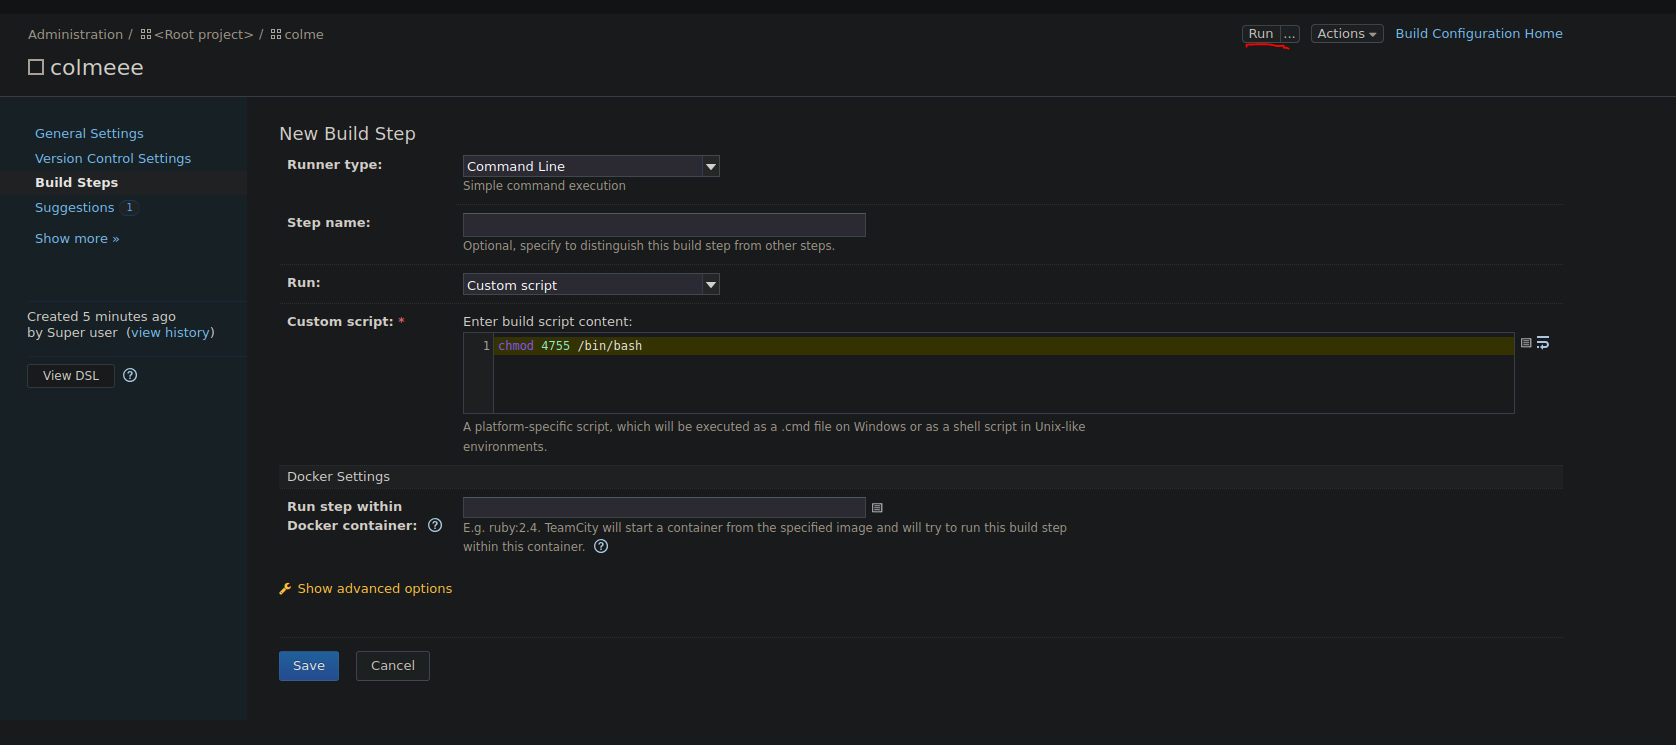 Administration / <Root project> / colme
Run ... Actions Build Configuration Home
colmeee
General Settings
Version Control Settings
Build Steps
Suggestions 1
Show more »
Created 5 minutes ago
by Super user (view history)
View DSL ?
New Build Step
Runner type: Command Line
Simple command execution
Step name:
Optional, specify to distinguish this build step from other steps.
Run: Custom script
Custom script: * Enter build script content:
1 chmod 4755 /bin/bash
A platform-specific script, which will be executed as a .cmd file on Windows or as a shell script in Unix-like
environments.
Docker Settings
Run step within
Docker container: ?
E.g. ruby:2.4. TeamCity will start a container from the specified image and will try to run this build step
within this container. ?
Show advanced options
Save Cancel